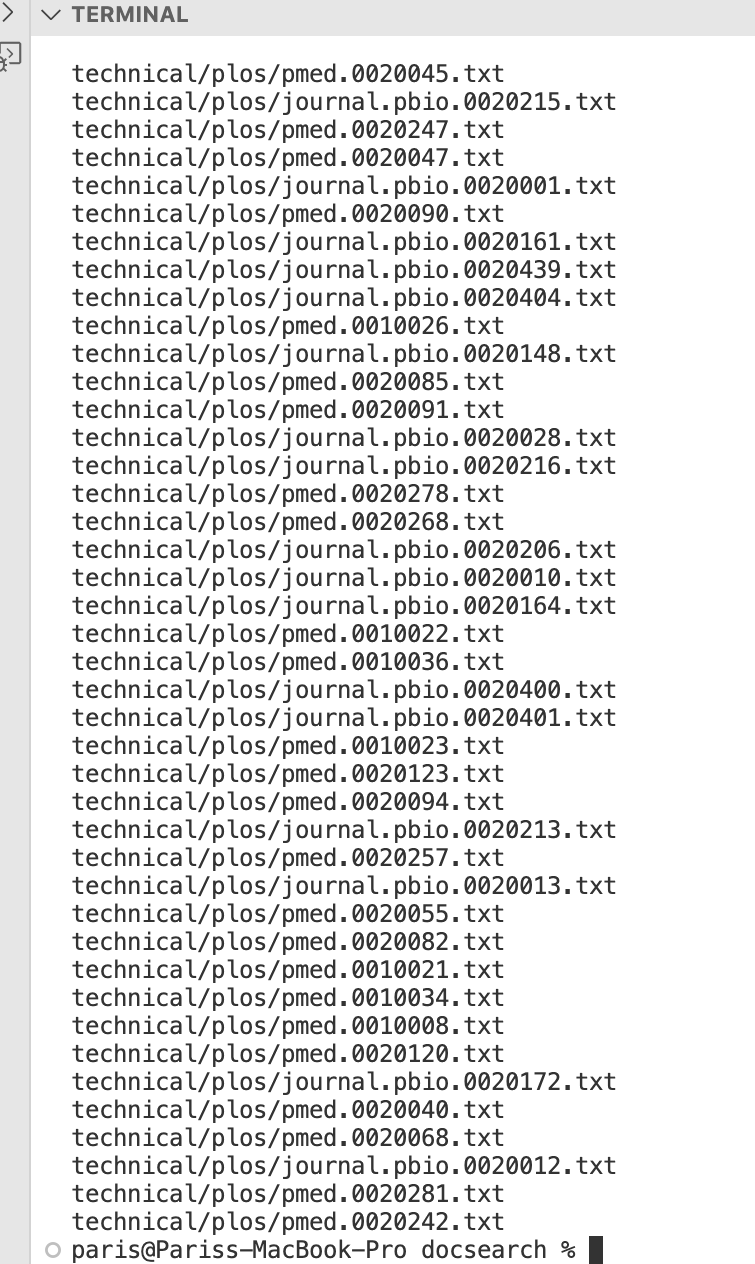 TERMINAL
technical/plos/pmed.0020045.txt
technical/plos/journal.pbio.0020215.txt
technical/plos/pmed.0020247.txt
technical/plos/pmed.0020047.txt
technical/plos/journal.pbio.0020001.txt
technical/plos/pmed.0020090.txt
technical/plos/journal.pbio.0020161.txt
technical/plos/journal.pbio.0020439.txt
technical/plos/journal.pbio.0020404.txt
technical/plos/pmed.0010026.txt
technical/plos/journal.pbio.0020148.txt
technical/plos/pmed.0020085.txt
technical/plos/pmed.0020091.txt
technical/plos/journal.pbio.0020028.txt
technical/plos/journal.pbio.0020216.txt
technical/plos/pmed.0020278.txt
technical/plos/pmed.0020268.txt
technical/plos/journal.pbio.0020206.txt
technical/plos/journal.pbio.0020010.txt
technical/plos/journal.pbio.0020164.txt
technical/plos/pmed.0010022.txt
technical/plos/pmed.0010036.txt
technical/plos/journal.pbio.0020400.txt
technical/plos/journal.pbio.0020401.txt
technical/plos/pmed.0010023.txt
technical/plos/pmed.0020123.txt
technical/plos/pmed.0020094.txt
technical/plos/journal.pbio.0020213.txt
technical/plos/pmed.0020257.txt
technical/plos/journal.pbio.0020013.txt
technical/plos/pmed.0020055.txt
technical/plos/pmed.0020082.txt
technical/plos/pmed.0010021.txt
technical/plos/pmed.0010034.txt
technical/plos/pmed.0010008.txt
technical/plos/pmed.0020120.txt
technical/plos/journal.pbio.0020172.txt
technical/plos/pmed.0020040.txt
technical/plos/pmed.0020068.txt
technical/plos/journal.pbio.0020012.txt
technical/plos/pmed.0020281.txt
technical/plos/pmed.0020242.txt
paris@Pariss-MacBook-Pro docsearch %